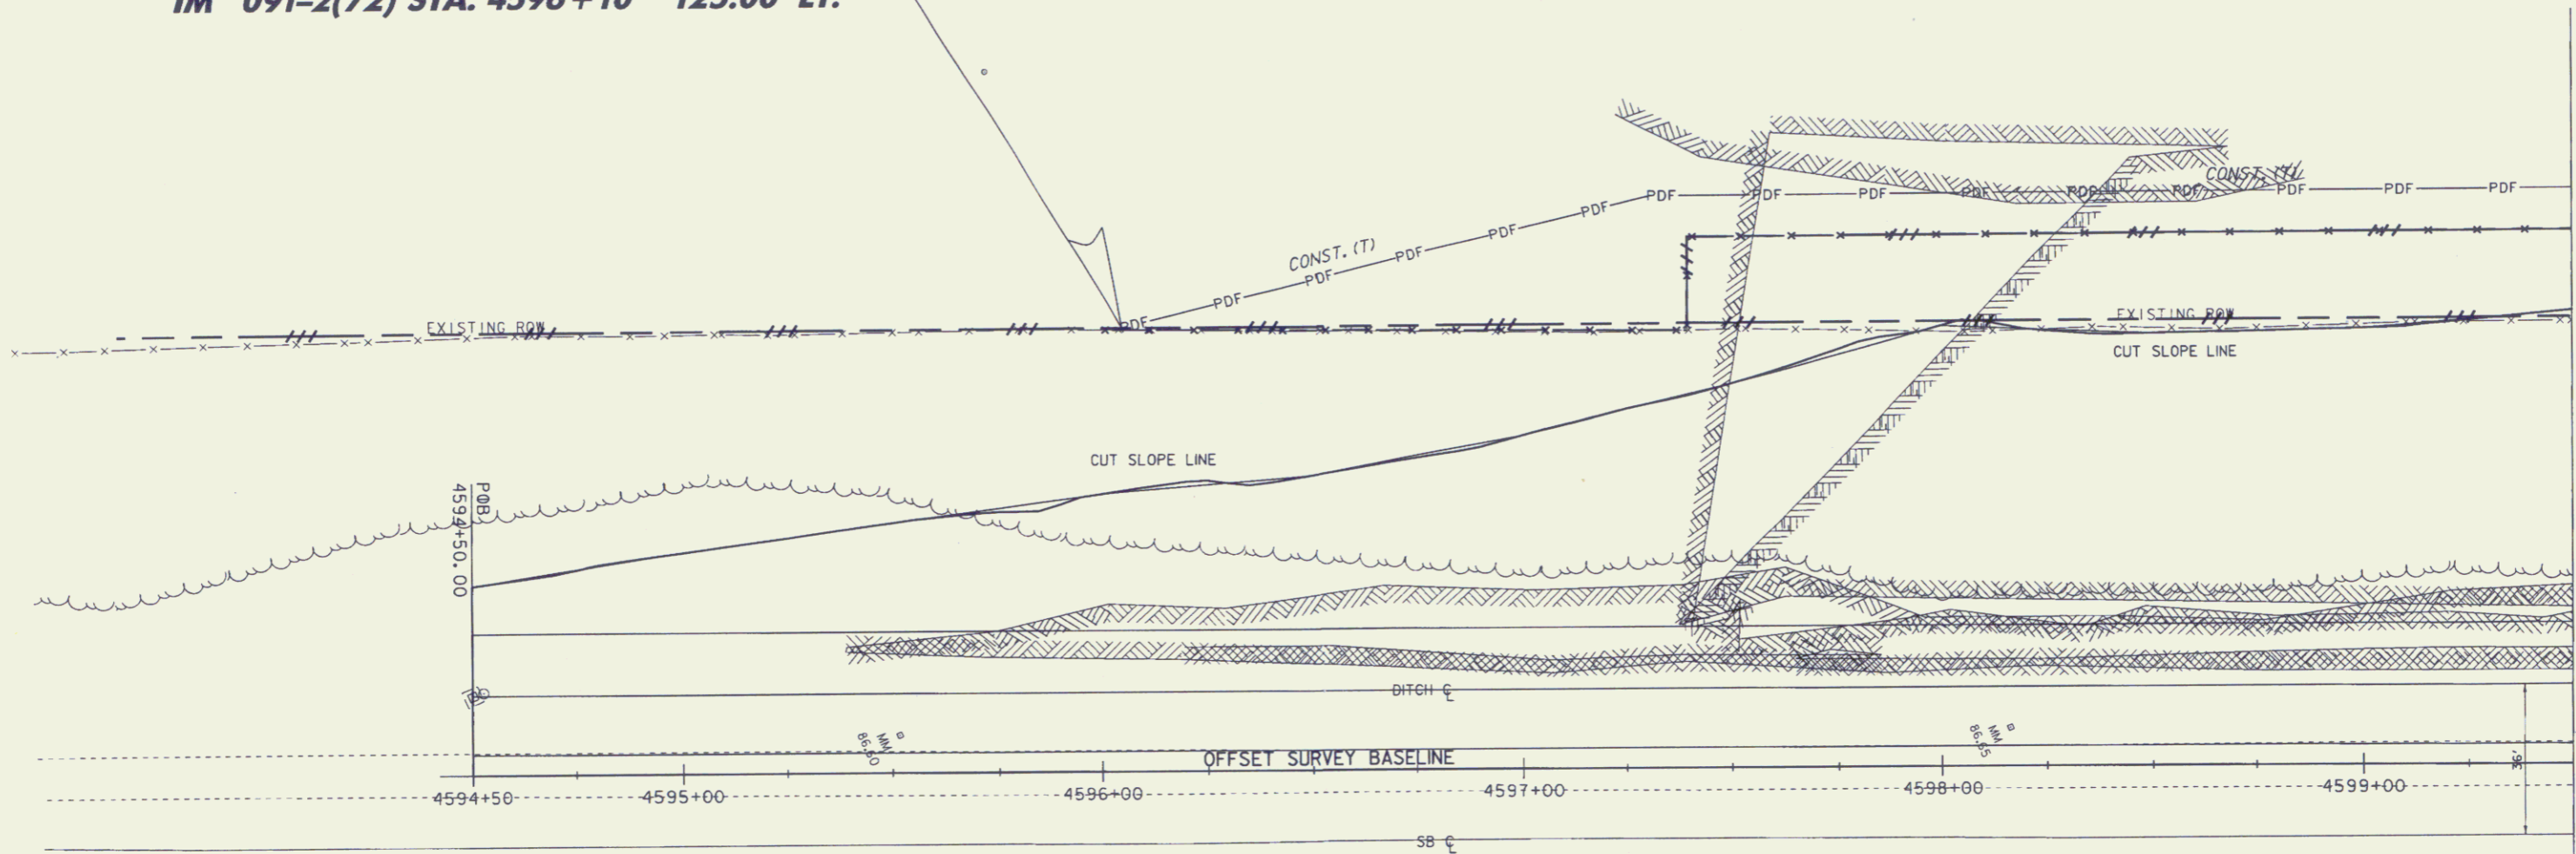 IM 091-2(72) STA. 4596+10 125.00' LT.
CONST. (T)
PDF PDF PDF PDF PDF PDF PDF PDF PDF
CONST. (T)
PDF PDF PDF PDF PDF PDF
EXISTING ROW
EXISTING ROW
CUT SLOPE LINE
CUT SLOPE LINE
POB
4594+50.00
DITCH ℄
MM
86.60
MM
86.65
OFFSET SURVEY BASELINE
36'
4594+50 4595+00 4596+00 4597+00 4598+00 4599+00
SB ℄